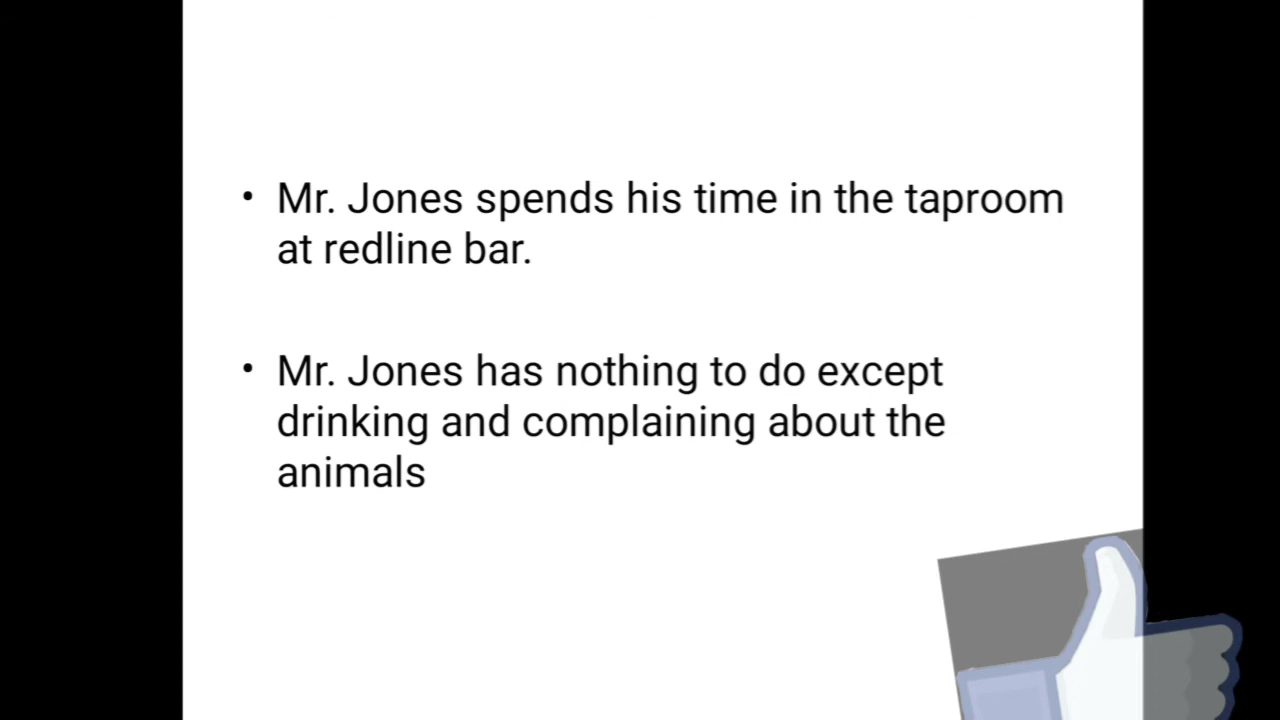 • Mr. Jones spends his time in the taproom
at redline bar.
• Mr. Jones has nothing to do except
drinking and complaining about the
animals